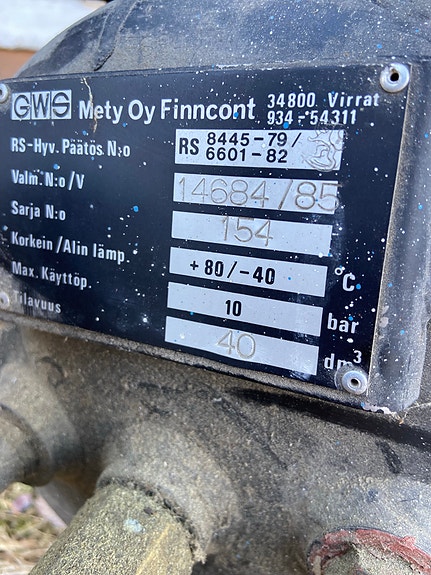 GWS Mety Oy Finncont 34800 Virrat
934-54311
RS-Hyv. Päätös N:o RS 8445-79/
6601-82
Valm. N:o/V 14684/85
Sarja N:o 154
Korkein/Alin lämp. +80/-40 °C
Max. Käyttöp. 10 bar
Tilavuus 40 dm³